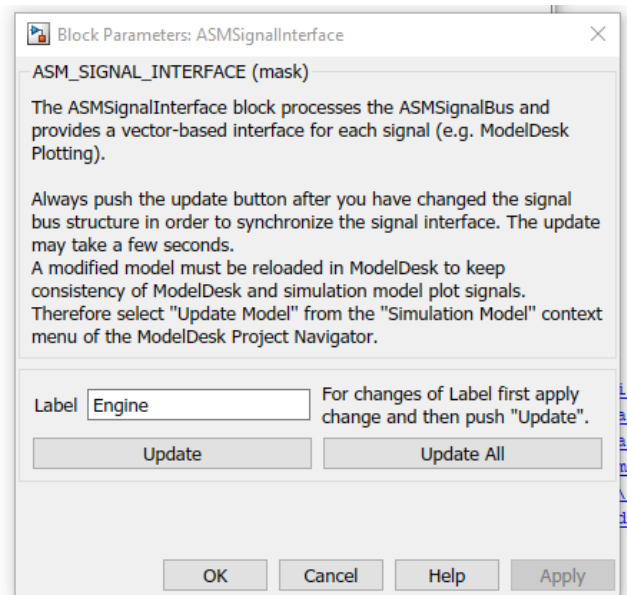 Block Parameters: ASMSignalInterface
ASM_SIGNAL_INTERFACE (mask)
The ASMSignalInterface block processes the ASMSignalBus and
provides a vector-based interface for each signal (e.g. ModelDesk
Plotting).
Always push the update button after you have changed the signal
bus structure in order to synchronize the signal interface. The update
may take a few seconds.
A modified model must be reloaded in ModelDesk to keep
consistency of ModelDesk and simulation model plot signals.
Therefore select "Update Model" from the "Simulation Model" context
menu of the ModelDesk Project Navigator.
Label Engine
For changes of Label first apply
change and then push "Update".
Update Update All
OK Cancel Help Apply